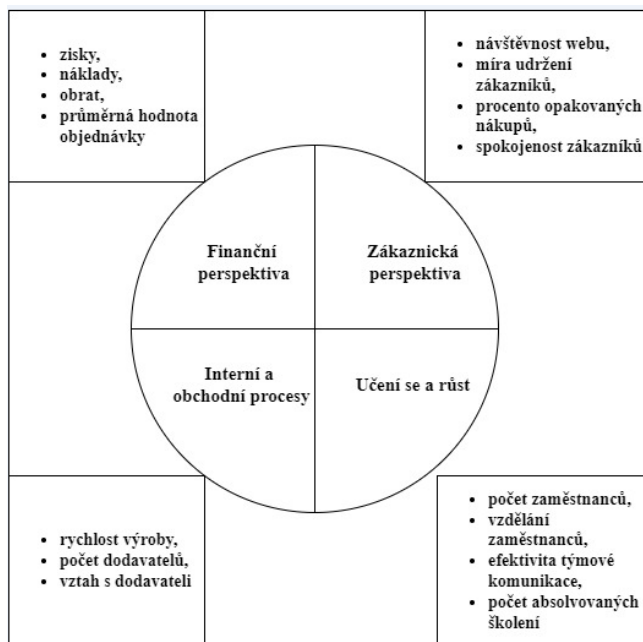 • zisky,
• náklady,
• obrat,
• průměrná hodnota
objednávky
• návštěvnost webu,
• míra udržení
zákazníků,
• procento opakovaných
nákupů,
• spokojenost zákazníků
Finanční
perspektiva
Zákaznická
perspektiva
Interní a
obchodní procesy
Učení se a růst
• rychlost výroby,
• počet dodavatelů,
• vztah s dodavateli
• počet zaměstnanců,
• vzdělání
zaměstnanců,
• efektivita týmové
komunikace,
• počet absolvovaných
školení